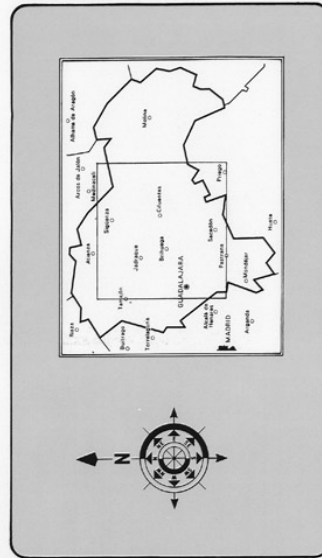 Alhama de Aragón
Riaza
Arcos de Jalón
Medinaceli
Atienza
Sigüenza
Molina
Tamajón
Buitrago
Jadraque
Torrelaguna
Cifuentes
Brihuega
GUADALAJARA
Alcalá de
Henares
Sacedón
Priego
Pastrana
MADRID
Mondéjar
Arganda
Huete
N